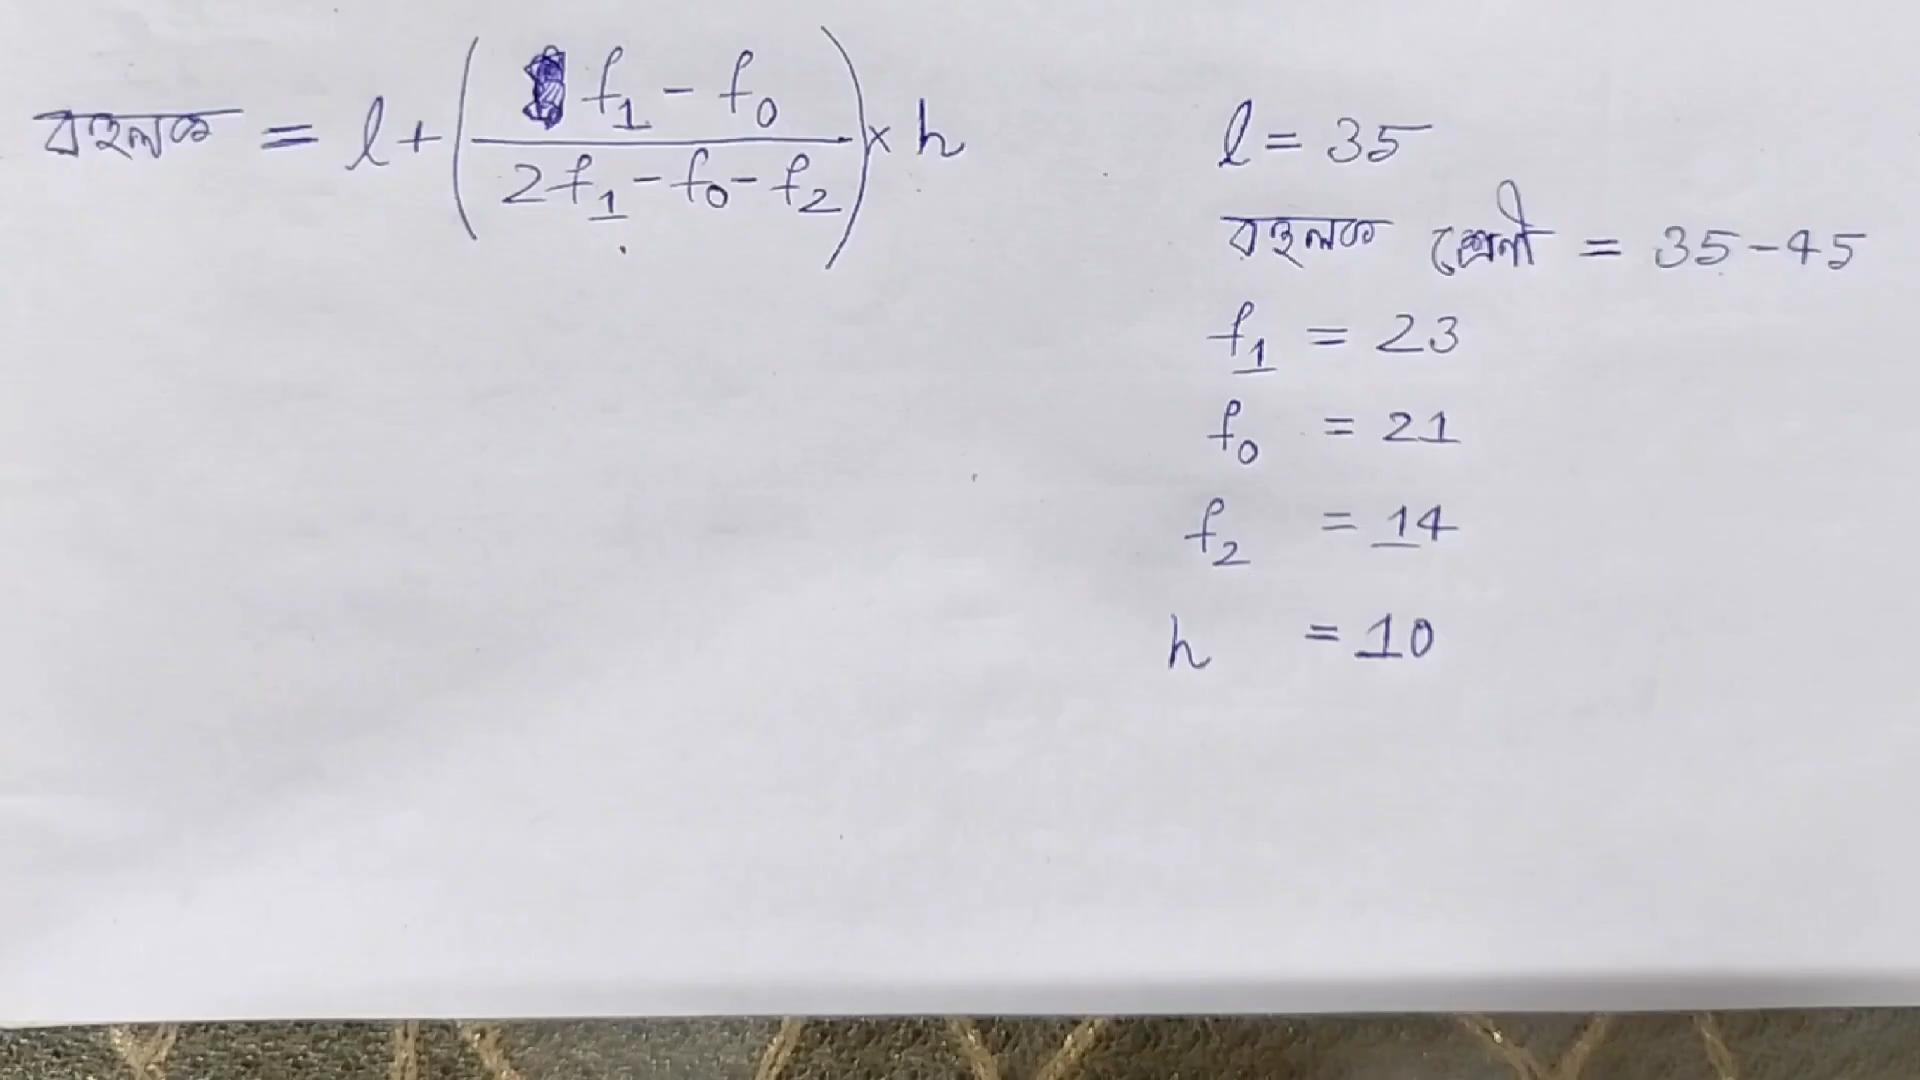 বহুলক = l + ( f₁ - f₀ / 2f₁ - f₀ - f₂ ) × h
l = 35
বহুলক শ্রেণী = 35 - 45
f₁ = 23
f₀ = 21
f₂ = 14
h = 10